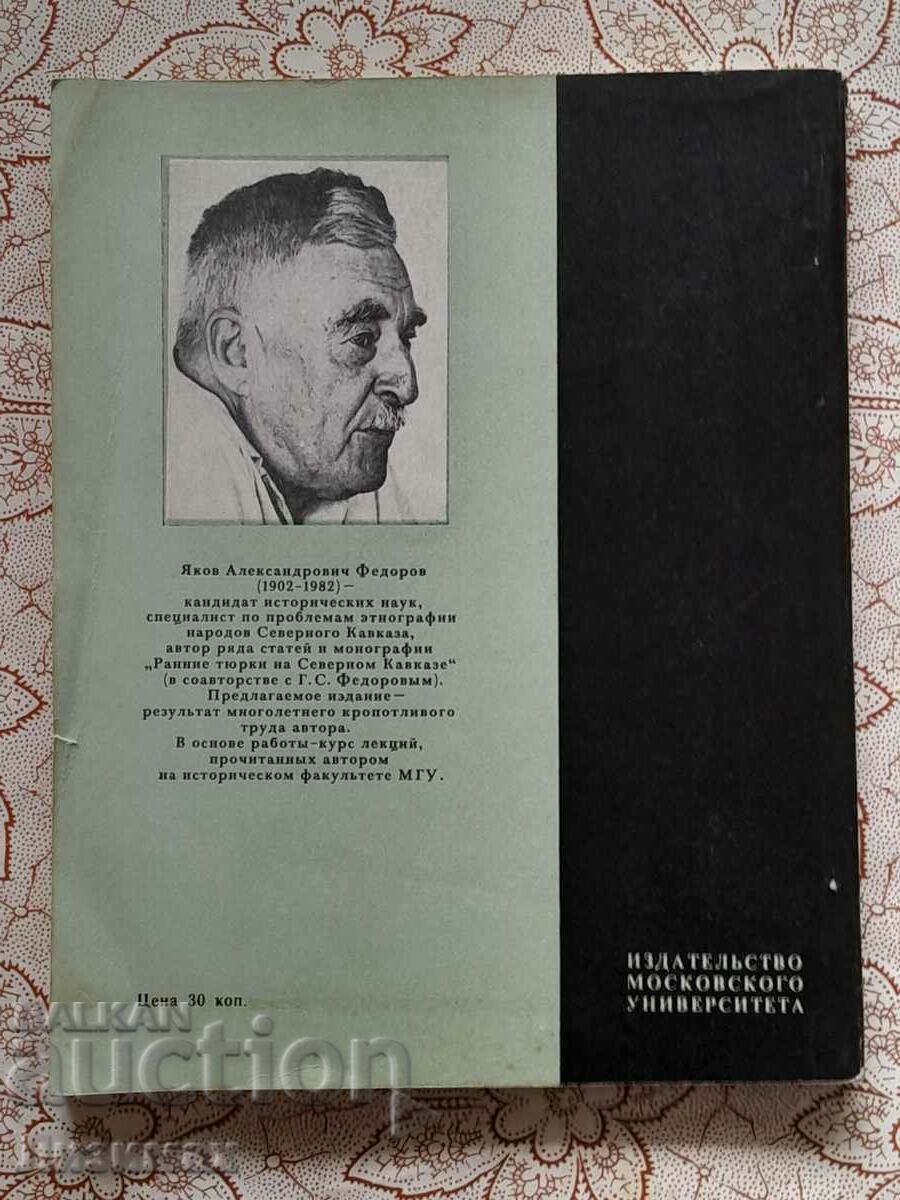 Яков Александрович Федоров
(1902-1982)—
кандидат исторических наук,
специалист по проблемам этнографии
народов Северного Кавказа,
автор ряда статей и монографии
„Ранние тюрки на Северном Кавказе“
(в соавторстве с Г.С. Федоровым).
Предлагаемое издание—
результат многолетнего кропотливого
труда автора.
В основе работы-курс лекций,
прочитанных автором
на историческом факультете МГУ.
Цена 30 коп.
ИЗДАТЕЛЬСТВО
МОСКОВСКОГО
УНИВЕРСИТЕТА
BALKAN
auction